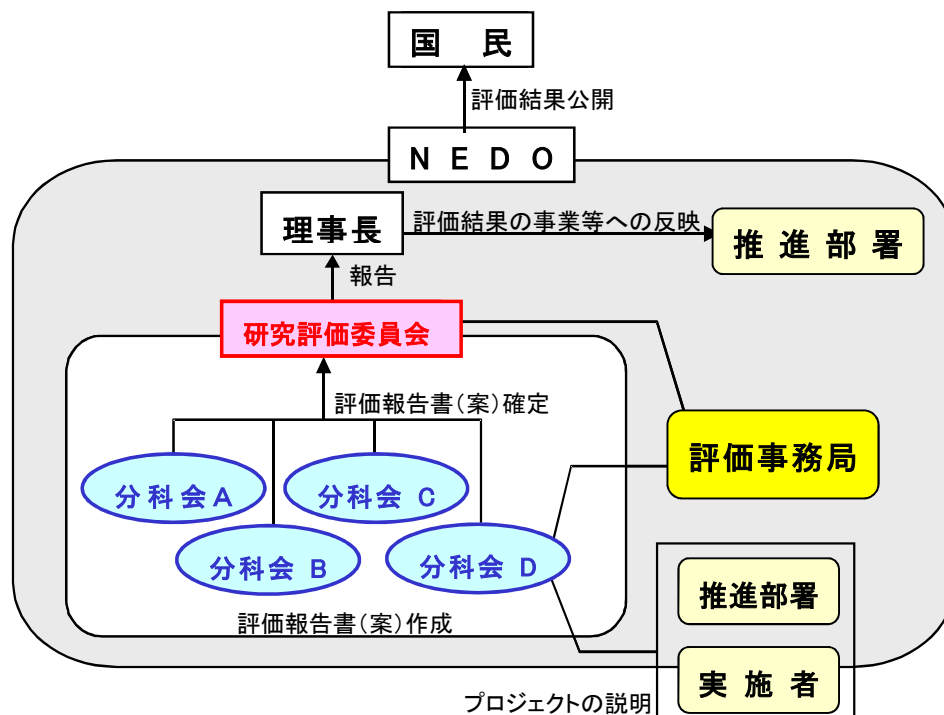 国　民
評価結果公開
ＮＥＤＯ
理事長
評価結果の事業等への反映
推進部署
報告
研究評価委員会
評価報告書（案）確定
評価事務局
分科会A
分科会 C
分科会 B
分科会 D
推進部署
評価報告書（案）作成
実施者
プロジェクトの説明